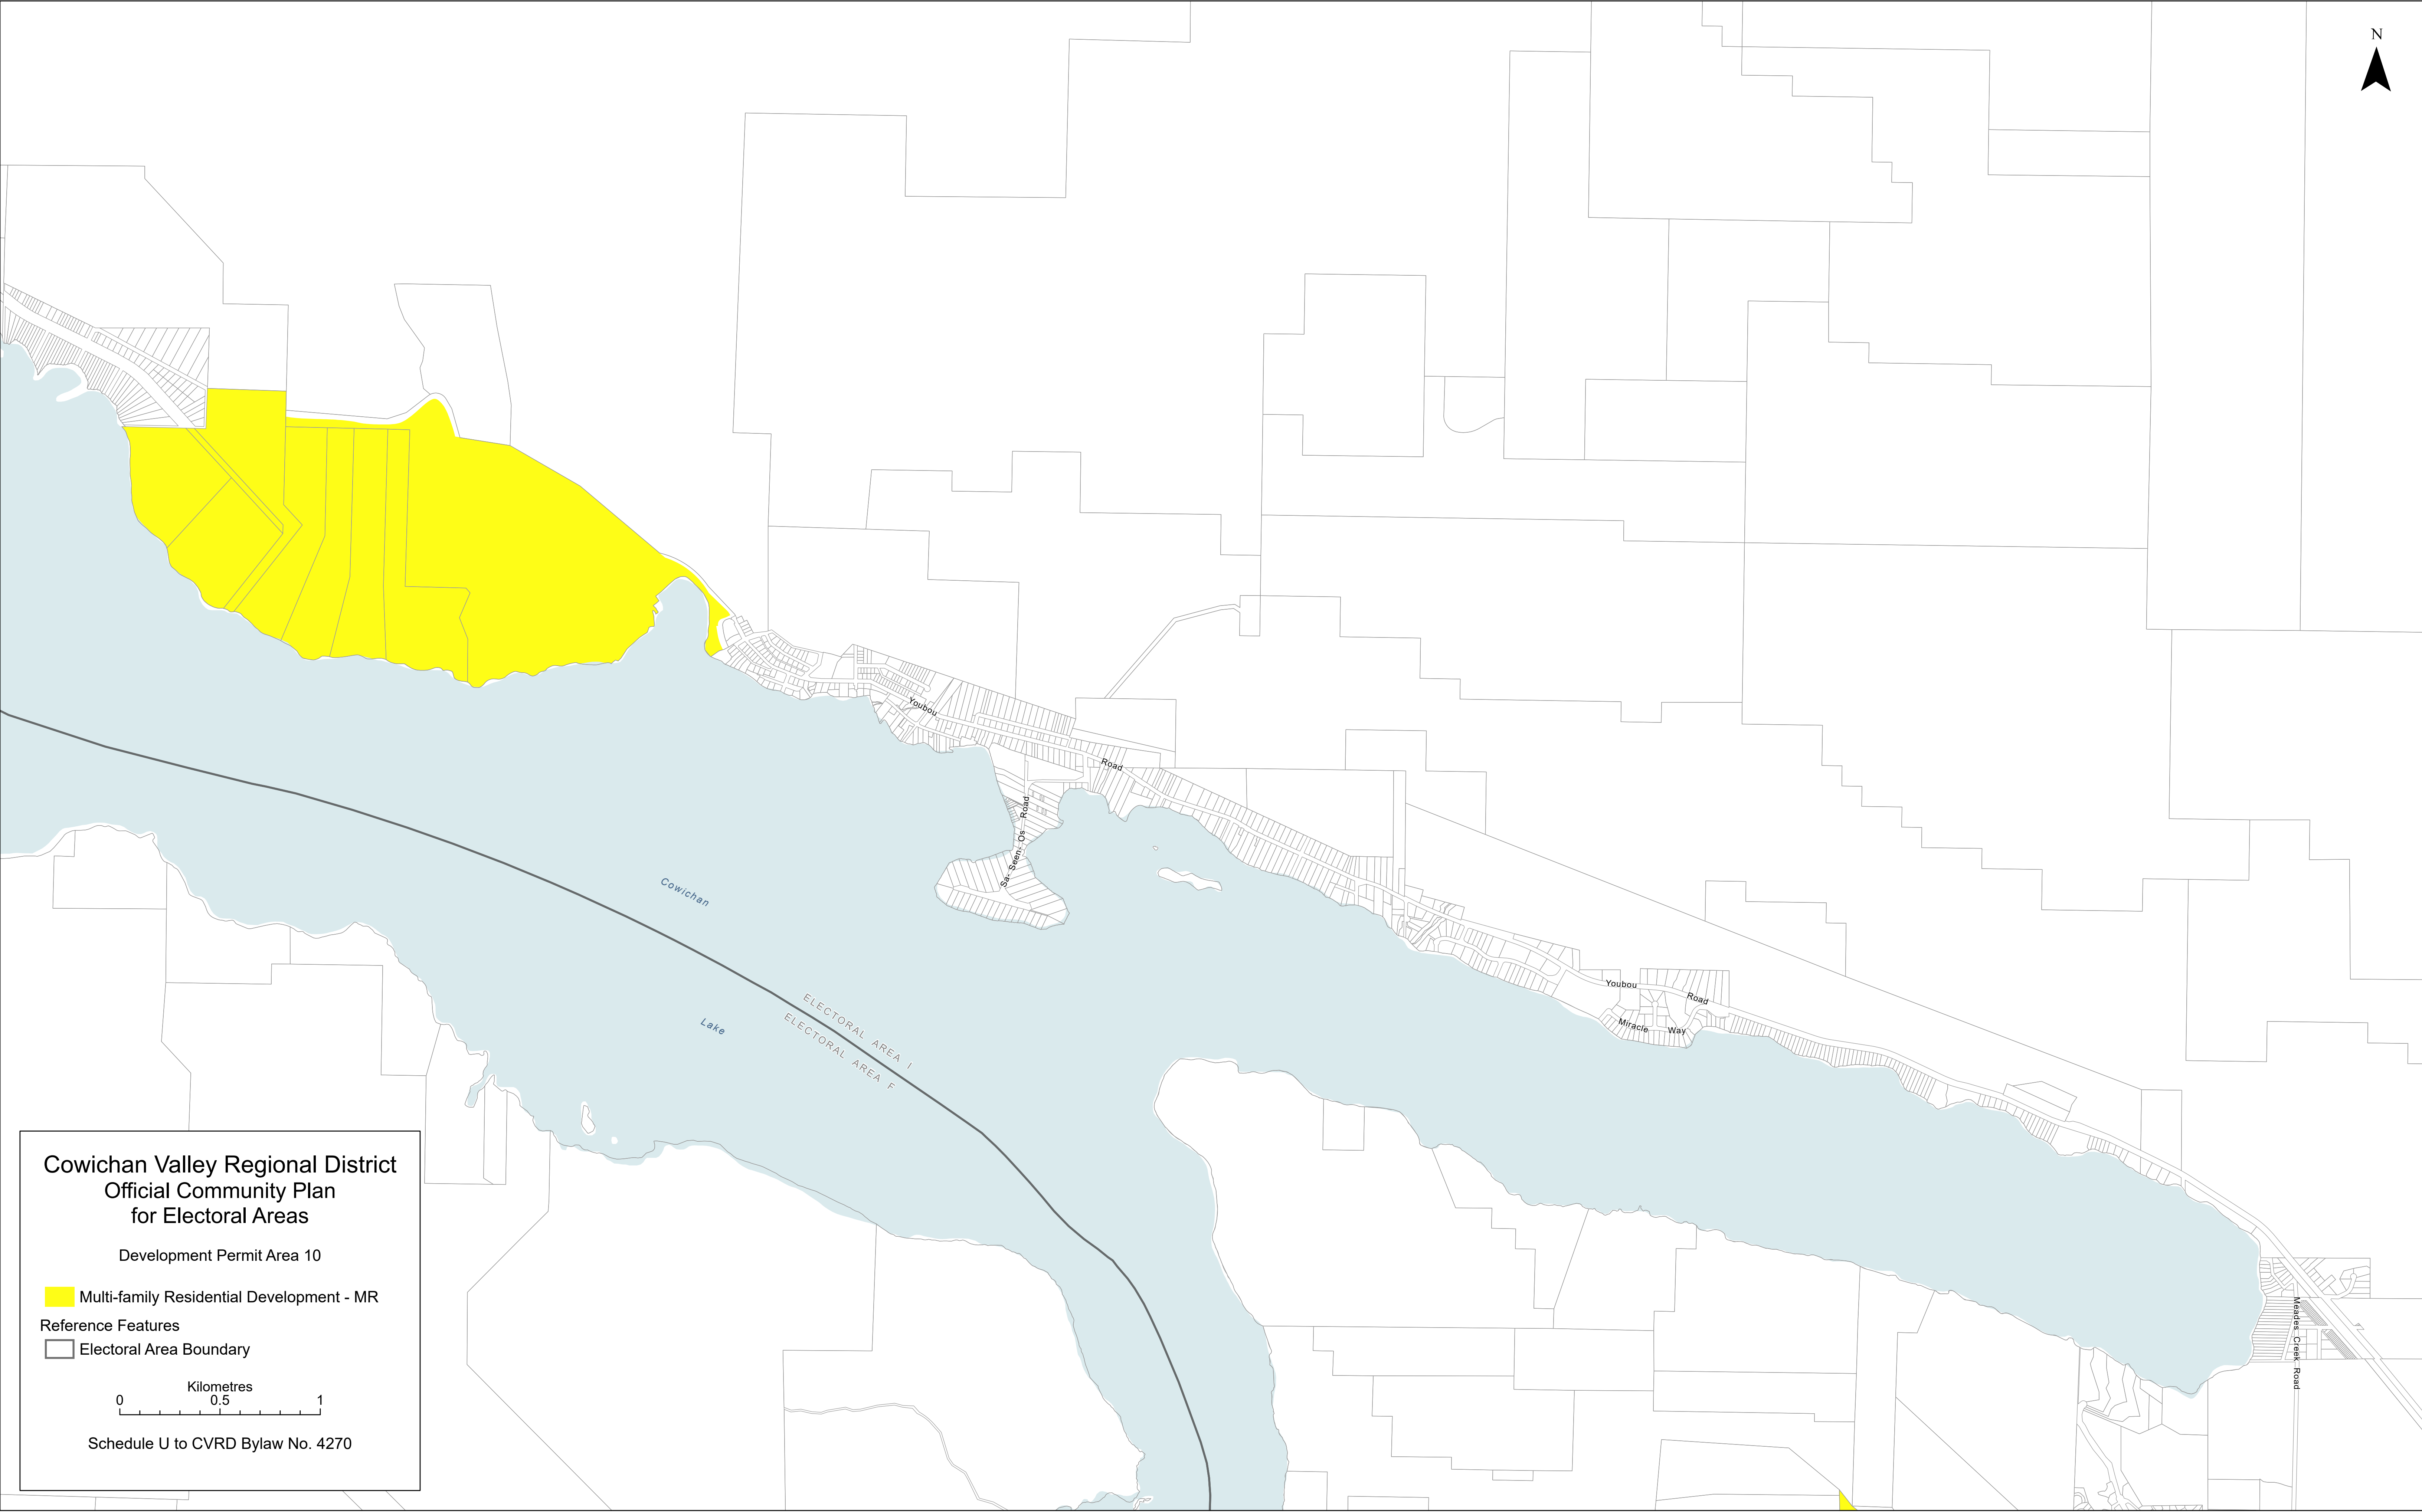 N
Youbou
Road
Sa- Seen- Os Road
Cowichan
Lake
ELECTORAL AREA I
ELECTORAL AREA F
Youbou
Road
Miracle Way
Meades Creek Road
Cowichan Valley Regional District
Official Community Plan
for Electoral Areas
Development Permit Area 10
Multi-family Residential Development - MR
Reference Features
Electoral Area Boundary
Kilometres
0 0.5 1
Schedule U to CVRD Bylaw No. 4270